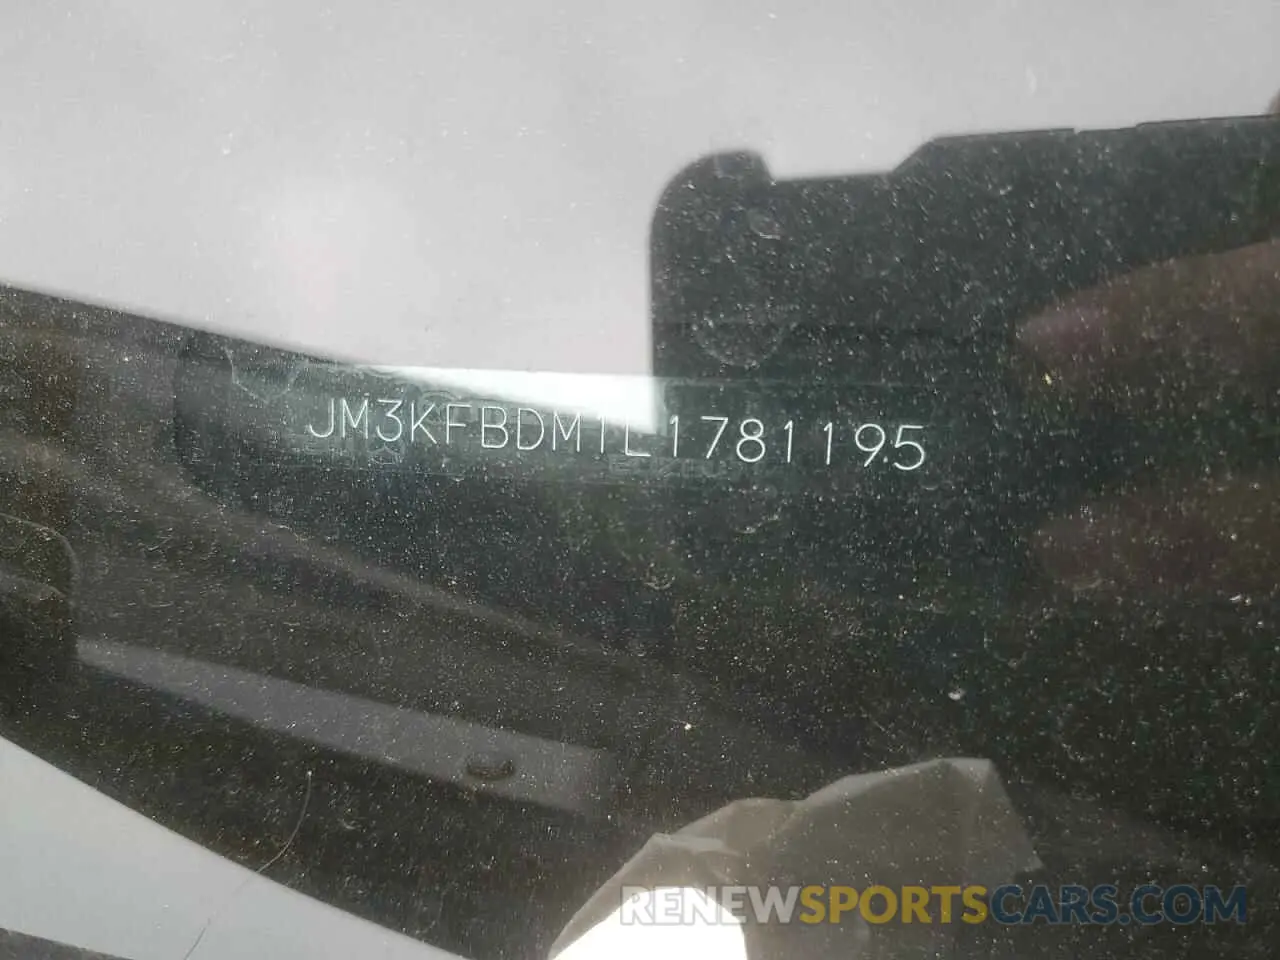 JM3KFBDM1L1781195
RENEWSPORTSCARS.COM